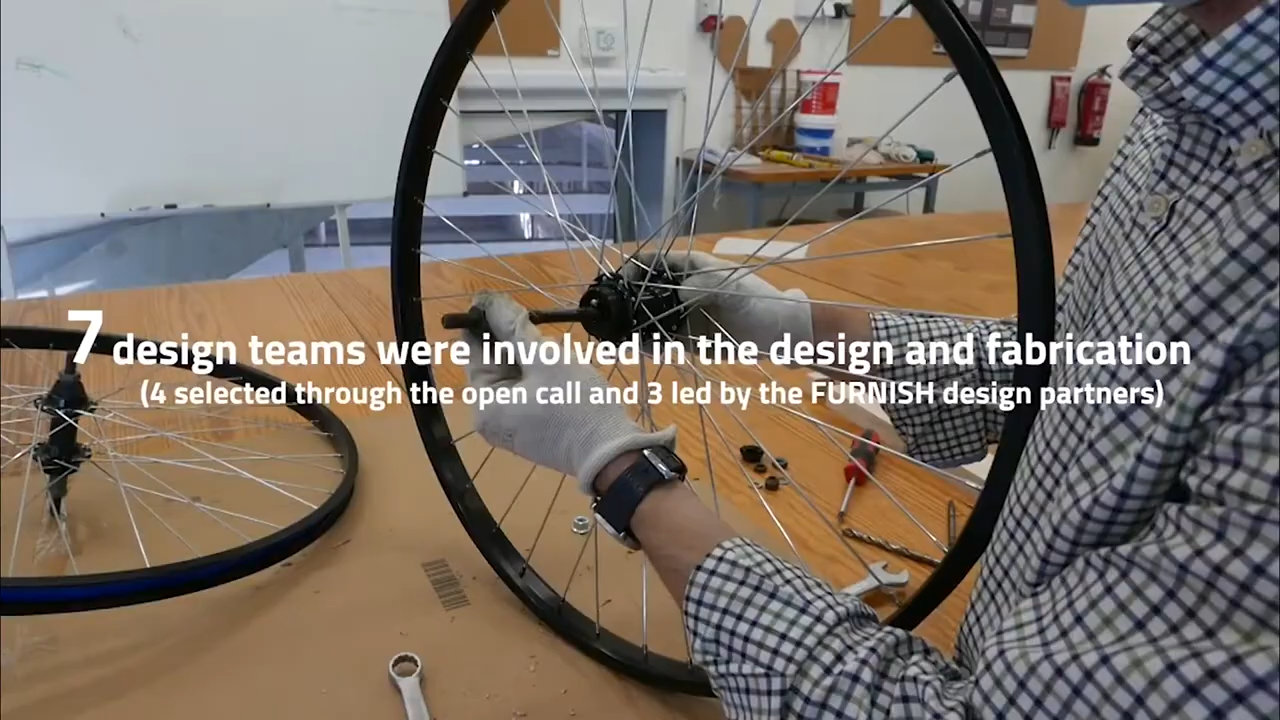 7 design teams were involved in the design and fabrication
(4 selected through the open call and 3 led by the FURNISH design partners)